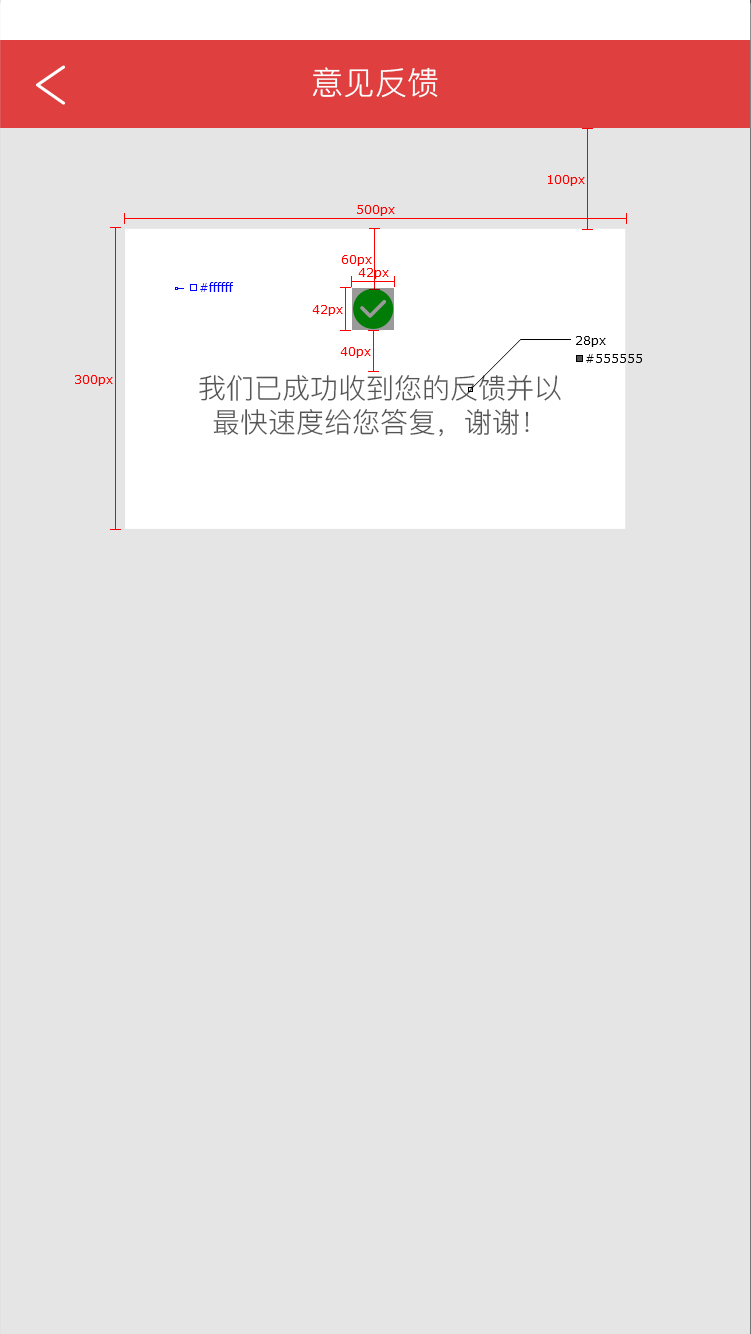 意见反馈
100px
500px
60px
42px
#ffffff
42px
28px
40px
#555555
300px
我们已成功收到您的反馈并以
最快速度给您答复，谢谢！